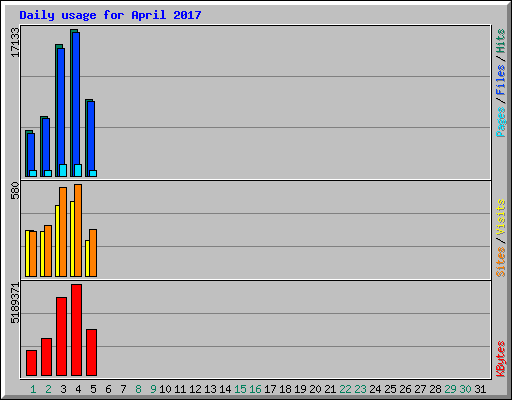 Daily usage for April 2017
17133
Pages / Files / Hits
580
Sites / Visits
5189371
KBytes
1 2 3 4 5 6 7 8 9 10 11 12 13 14 15 16 17 18 19 20 21 22 23 24 25 26 27 28 29 30 31